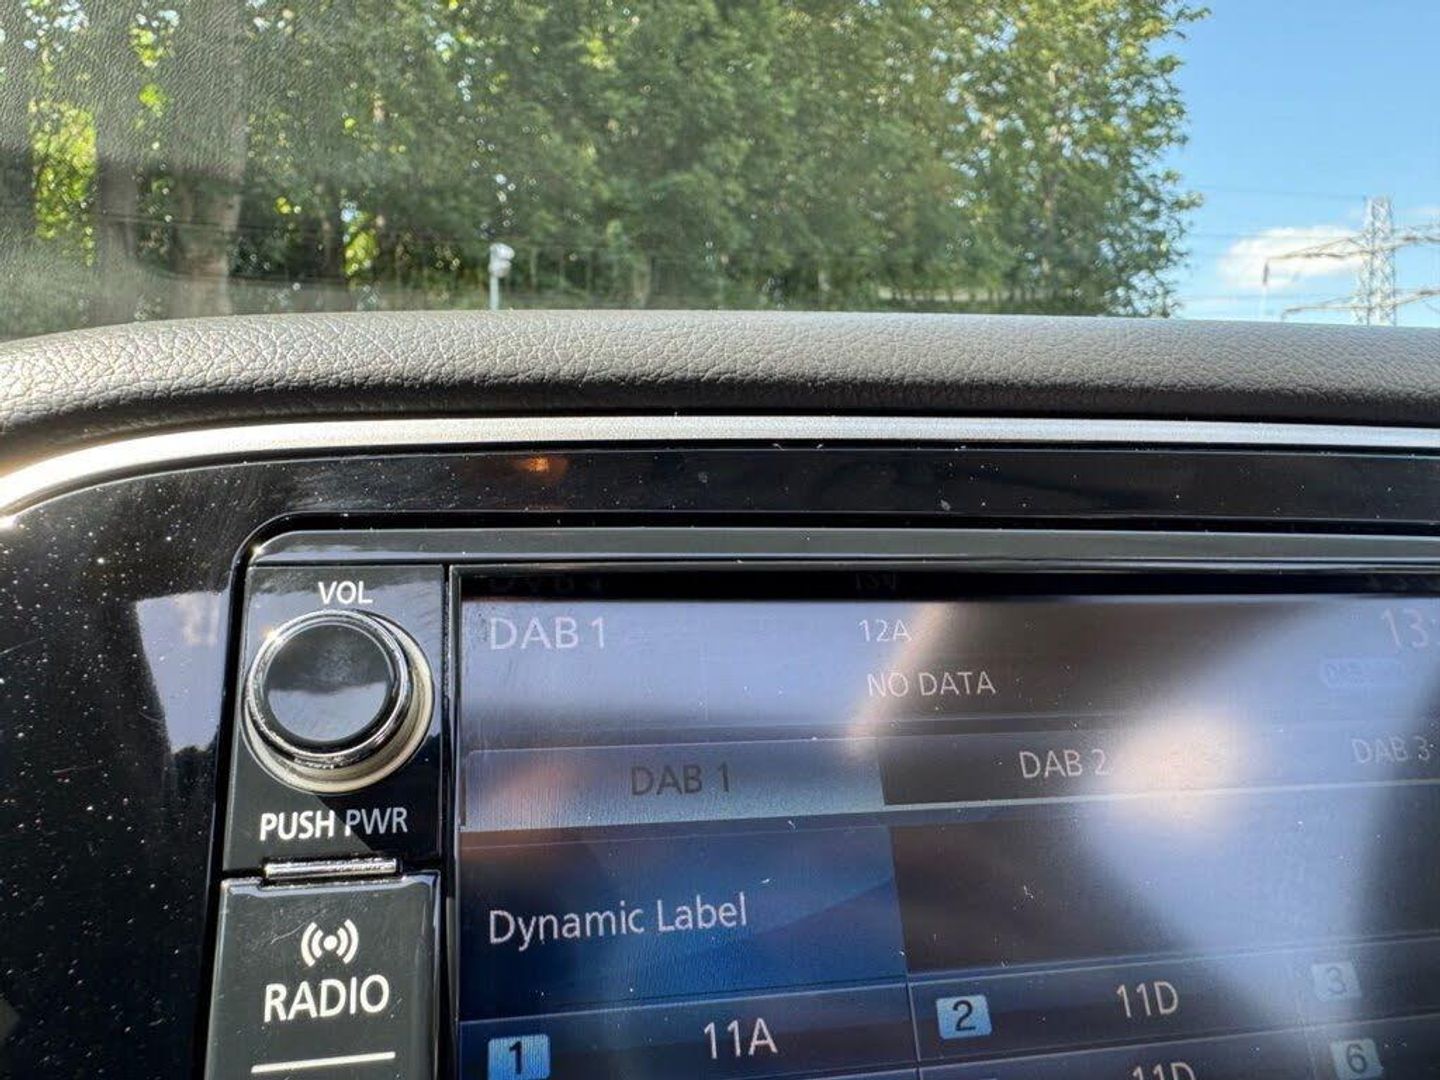 VOL
PUSH PWR
RADIO
DAB 1
12A
NO DATA
DAB 1
DAB 2
DAB 3
Dynamic Label
1
11A
2
11D
3
11D
6